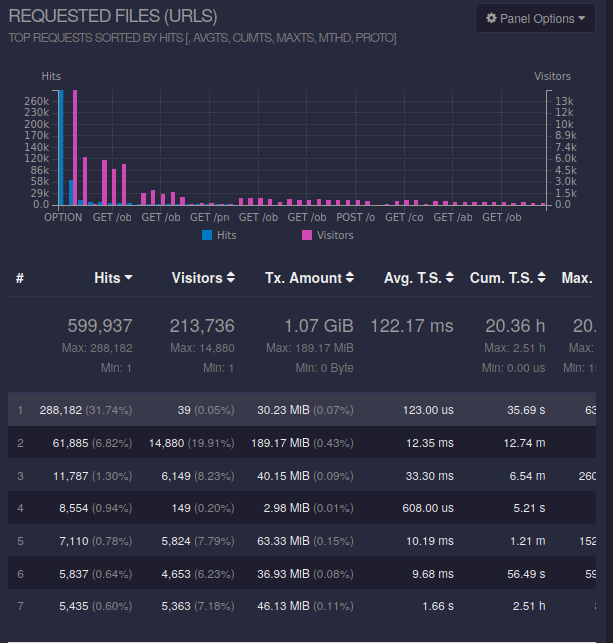 REQUESTED FILES (URLS)
Panel Options
TOP REQUESTS SORTED BY HITS [, AVGTS, CUMTS, MAXTS, MTHD, PROTO]
Hits Visitors
260k 13k
230k 12k
200k 10k
170k 8.9k
140k 7.4k
120k 6.0k
86k 4.5k
58k 3.0k
29k 1.5k
0.0 0.0
OPTION GET /ob GET /ob GET /pr GET /ob GET /ob POST /o GET /co GET /ab GET /ob
Hits Visitors
# Hits Visitors Tx. Amount Avg. T.S. Cum. T.S. Max.
599,937 213,736 1.07 GiB 122.17 ms 20.36 h 20.
Max: 288,182 Max: 14,880 Max: 189.17 MiB Max: 2.51 h Max:
Min: 1 Min: 1 Min: 0 Byte Min: 0.00 us Min: 1
1 288,182 (31.74%) 39 (0.05%) 30.23 MiB (0.07%) 123.00 us 35.69 s 63
2 61,885 (6.82%) 14,880 (19.91%) 189.17 MiB (0.43%) 12.35 ms 12.74 m
3 11,787 (1.30%) 6,149 (8.23%) 40.15 MiB (0.09%) 33.30 ms 6.54 m 260
4 8,554 (0.94%) 149 (0.20%) 2.98 MiB (0.01%) 608.00 us 5.21 s
5 7,110 (0.78%) 5,824 (7.79%) 63.33 MiB (0.15%) 10.19 ms 1.21 m 152
6 5,837 (0.64%) 4,653 (6.23%) 36.93 MiB (0.08%) 9.68 ms 56.49 s 59
7 5,435 (0.60%) 5,363 (7.18%) 46.13 MiB (0.11%) 1.66 s 2.51 h